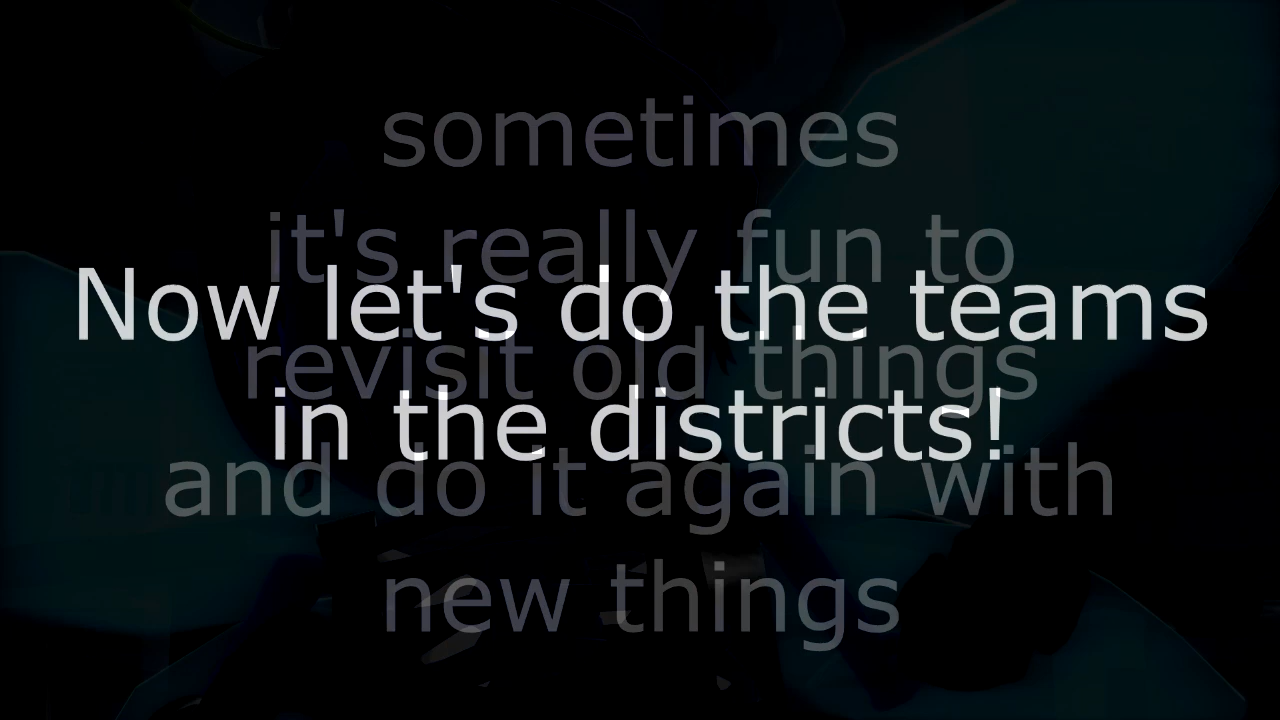 sometimes
it's really fun to
Now let's do the teams
revisit old things
in the districts!
and do it again with
new things